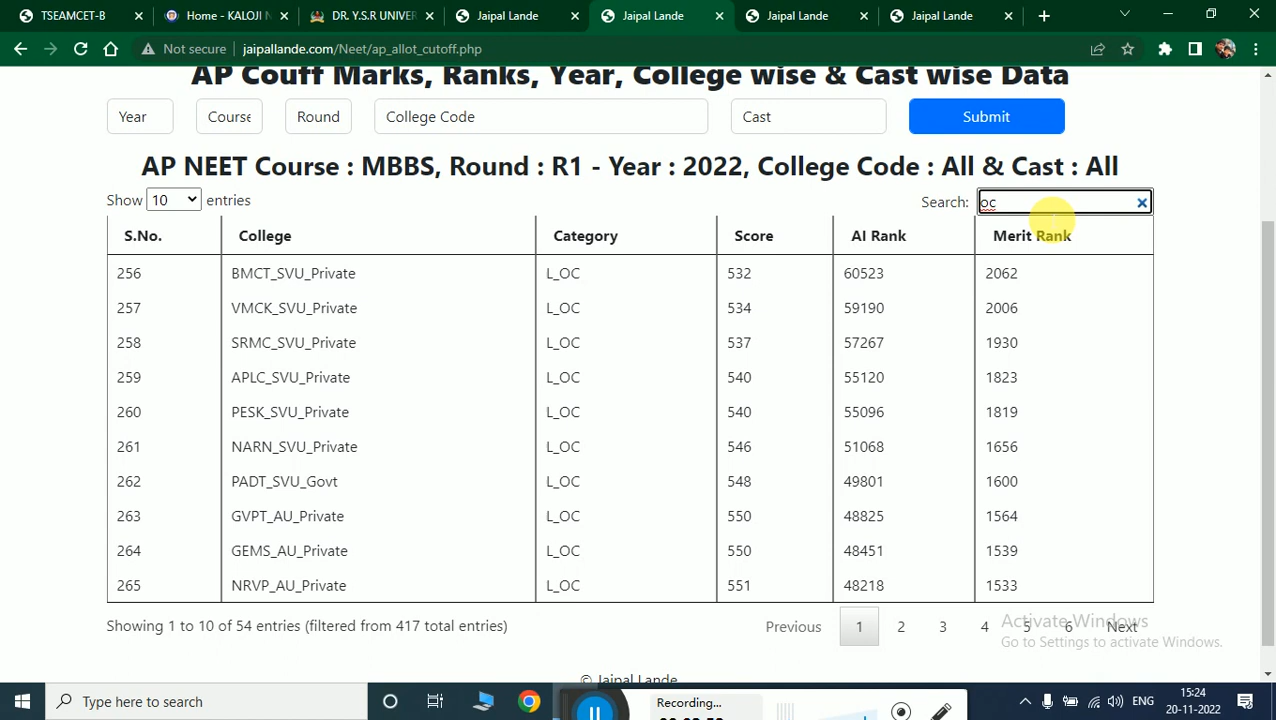 TSEAMCET-B
Home - KALOJI N
DR. Y.S.R UNIVER
Jaipal Lande
Jaipal Lande
Jaipal Lande
Jaipal Lande
Not secure
jaipallande.com/Neet/ap_allot_cutoff.php
AP Couff Marks, Ranks, Year, College wise & Cast wise Data
Year
Course
Round
College Code
Cast
Submit
AP NEET Course : MBBS, Round : R1 - Year : 2022, College Code : All & Cast : All
Show 10 entries
Search: oc
S.No. College Category Score AI Rank Merit Rank
256 BMCT_SVU_Private L_OC 532 60523 2062
257 VMCK_SVU_Private L_OC 534 59190 2006
258 SRMC_SVU_Private L_OC 537 57267 1930
259 APLC_SVU_Private L_OC 540 55120 1823
260 PESK_SVU_Private L_OC 540 55096 1819
261 NARN_SVU_Private L_OC 546 51068 1656
262 PADT_SVU_Govt L_OC 548 49801 1600
263 GVPT_AU_Private L_OC 550 48825 1564
264 GEMS_AU_Private L_OC 550 48451 1539
265 NRVP_AU_Private L_OC 551 48218 1533
Showing 1 to 10 of 54 entries (filtered from 417 total entries)
Previous 1 2 3 4 5 6 Next
Activate Windows
Go to Settings to activate Windows.
© Jaipal Lande
Type here to search
Recording...
ENG
15:24
20-11-2022